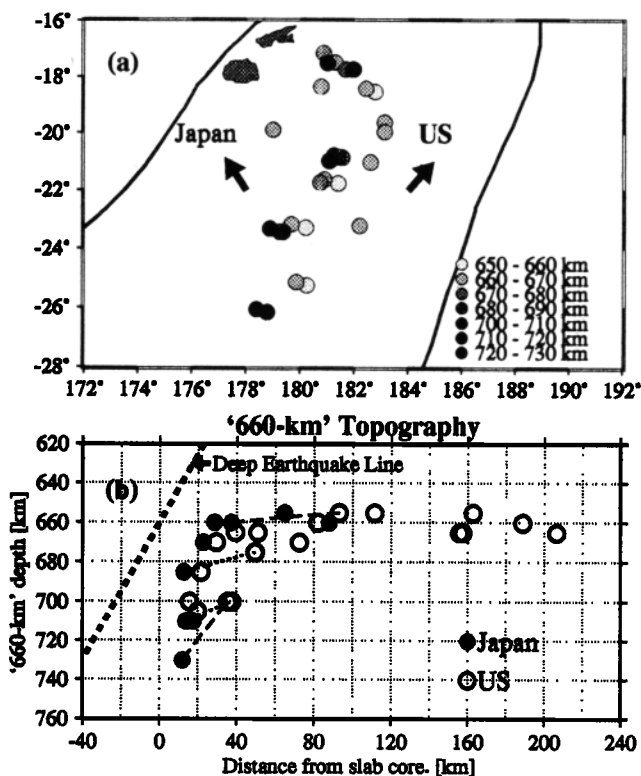 -16°
(a)
-18°
Japan
US
-20°
-22°
-24°
650 - 660 km
660 - 670 km
-26°
670 - 680 km
680 - 690 km
700 - 710 km
710 - 720 km
-28°
720 - 730 km
172° 174° 176° 178° 180° 182° 184° 186° 188° 190° 192°
‘660-km’ Topography
620
Deep Earthquake Line
640
(b)
660
680
700
720
Japan
740
US
760
‘660-km’ depth [km]
-40 0 40 80 120 160 200 240
Distance from slab core. [km]